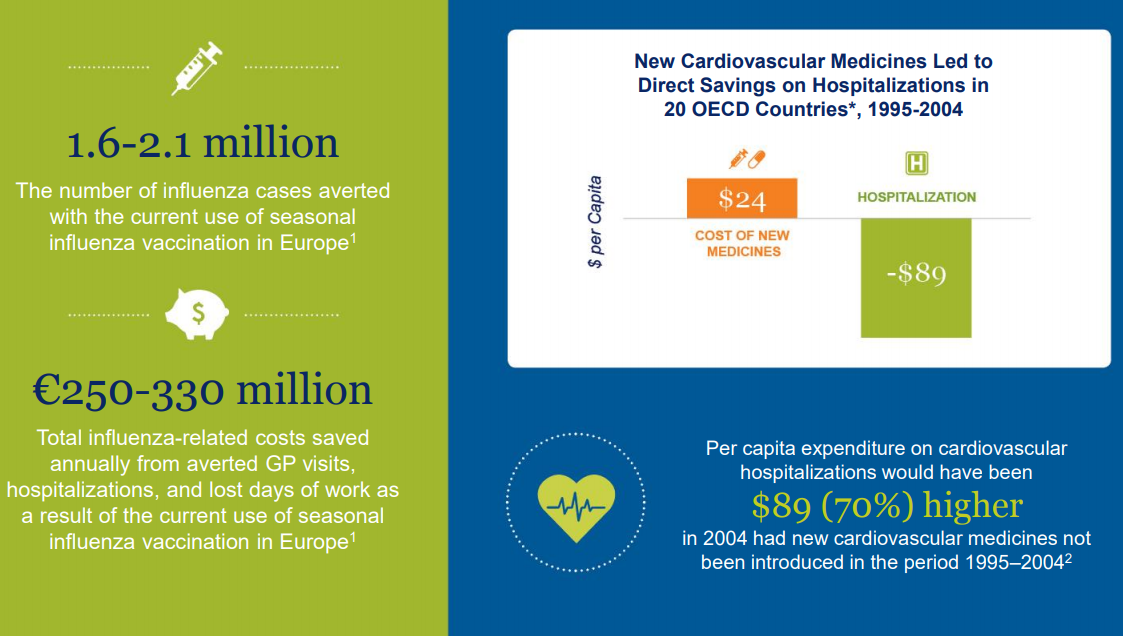 1.6-2.1 million
The number of influenza cases averted
with the current use of seasonal
influenza vaccination in Europe1
$
€250-330 million
Total influenza-related costs saved
annually from averted GP visits,
hospitalizations, and lost days of work as
a result of the current use of seasonal
influenza vaccination in Europe1
New Cardiovascular Medicines Led to
Direct Savings on Hospitalizations in
20 OECD Countries*, 1995-2004
$ per Capita
$24
COST OF NEW
MEDICINES
H
HOSPITALIZATION
-$89
Per capita expenditure on cardiovascular
hospitalizations would have been
$89 (70%) higher
in 2004 had new cardiovascular medicines not
been introduced in the period 1995–20042